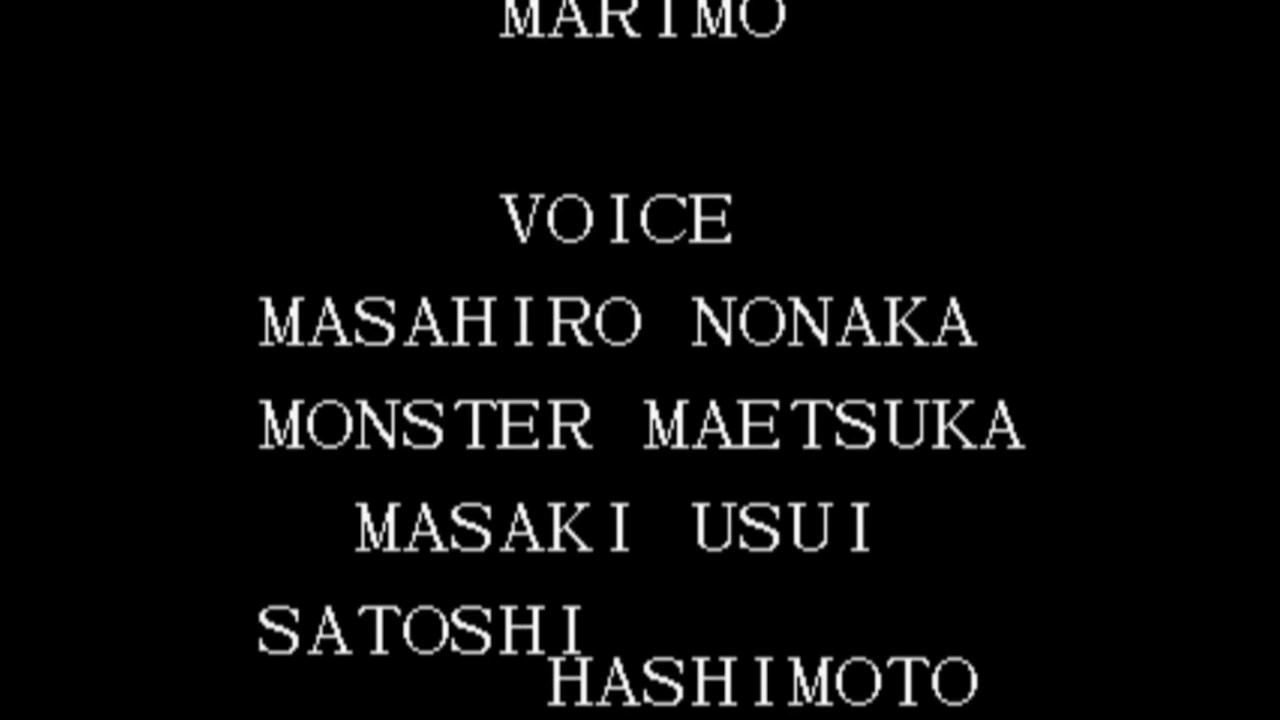 MARIMO
VOICE
MASAHIRO NONAKA
MONSTER MAETSUKA
MASAKI USUI
SATOSHI
HASHIMOTO